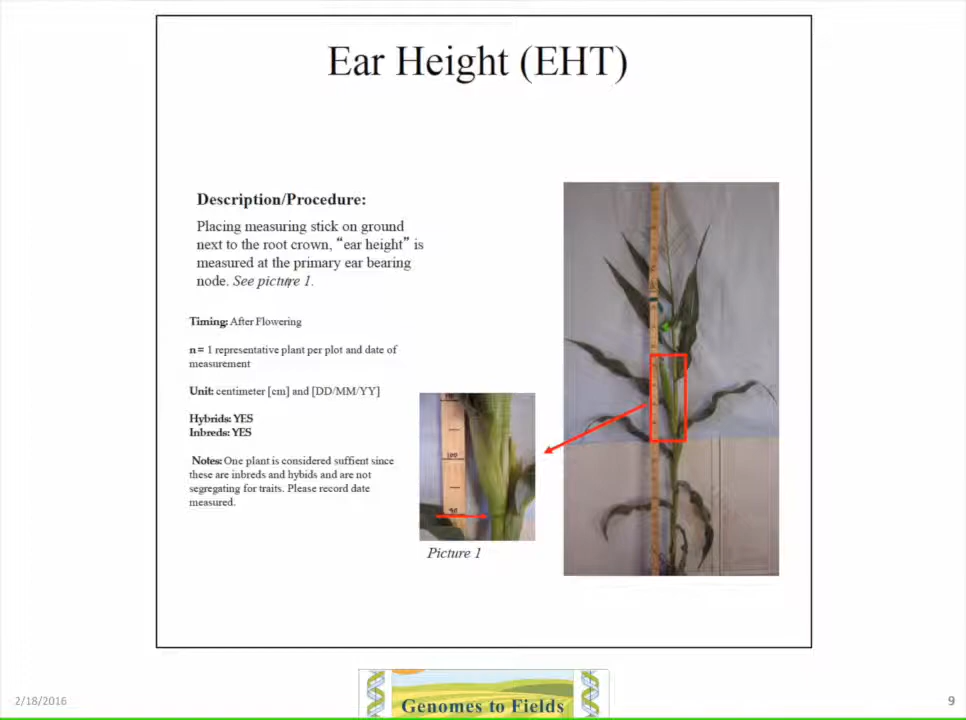 Ear Height (EHT)
Description/Procedure:
Placing measuring stick on ground
next to the root crown, “ear height” is
measured at the primary ear bearing
node. See picture 1.
Timing: After Flowering
n = 1 representative plant per plot and date of
measurement
Unit: centimeter [cm] and [DD/MM/YY]
Hybrids: YES
Inbreds: YES
Notes: One plant is considered suffient since
these are inbreds and hybids and are not
segregating for traits. Please record date
measured.
100
90
Picture 1
2/18/2016
Genomes to Fields
9